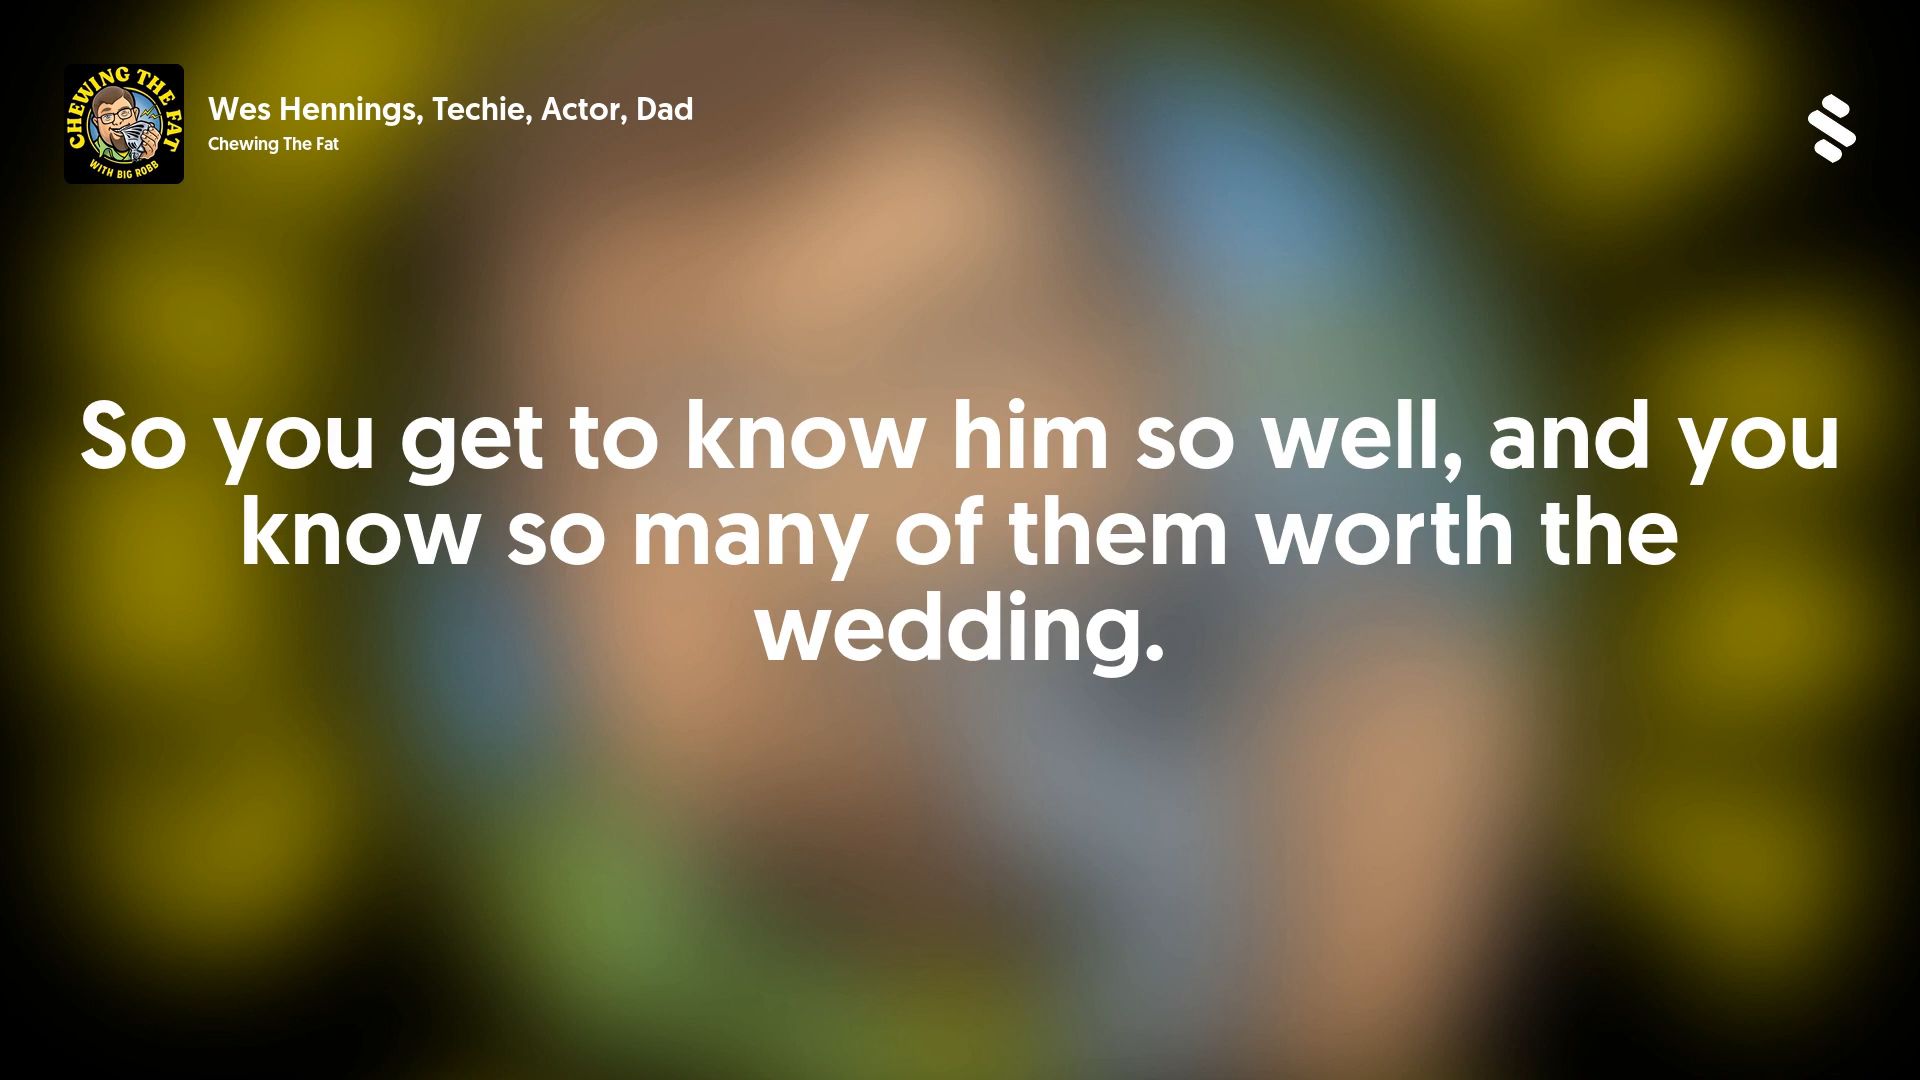 CHEWING THE FAT
WITH BIG ROBB
Wes Hennings, Techie, Actor, Dad
Chewing The Fat
So you get to know him so well, and you
know so many of them worth the
wedding.